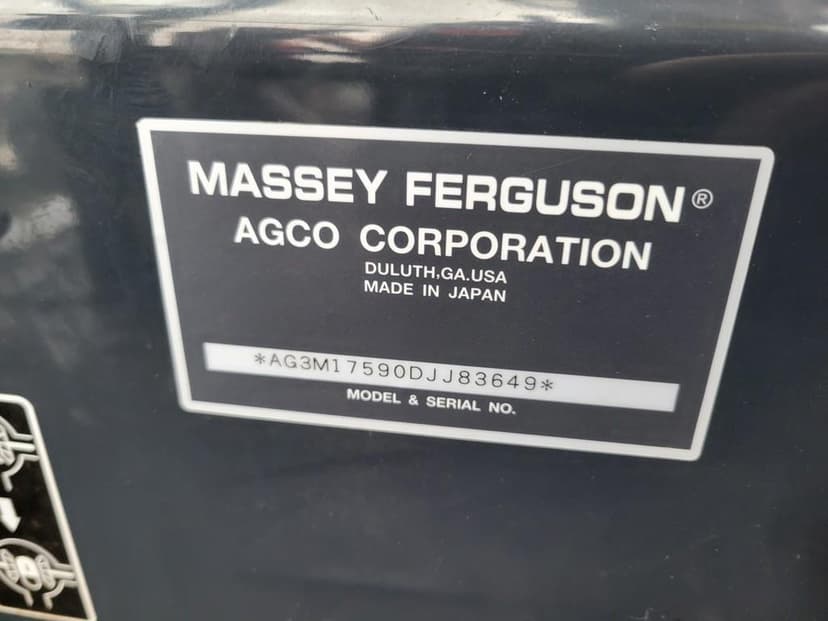 MASSEY FERGUSON®
AGCO CORPORATION
DULUTH,GA.USA
MADE IN JAPAN
*AG3M17590DJJ83649*
MODEL & SERIAL NO.